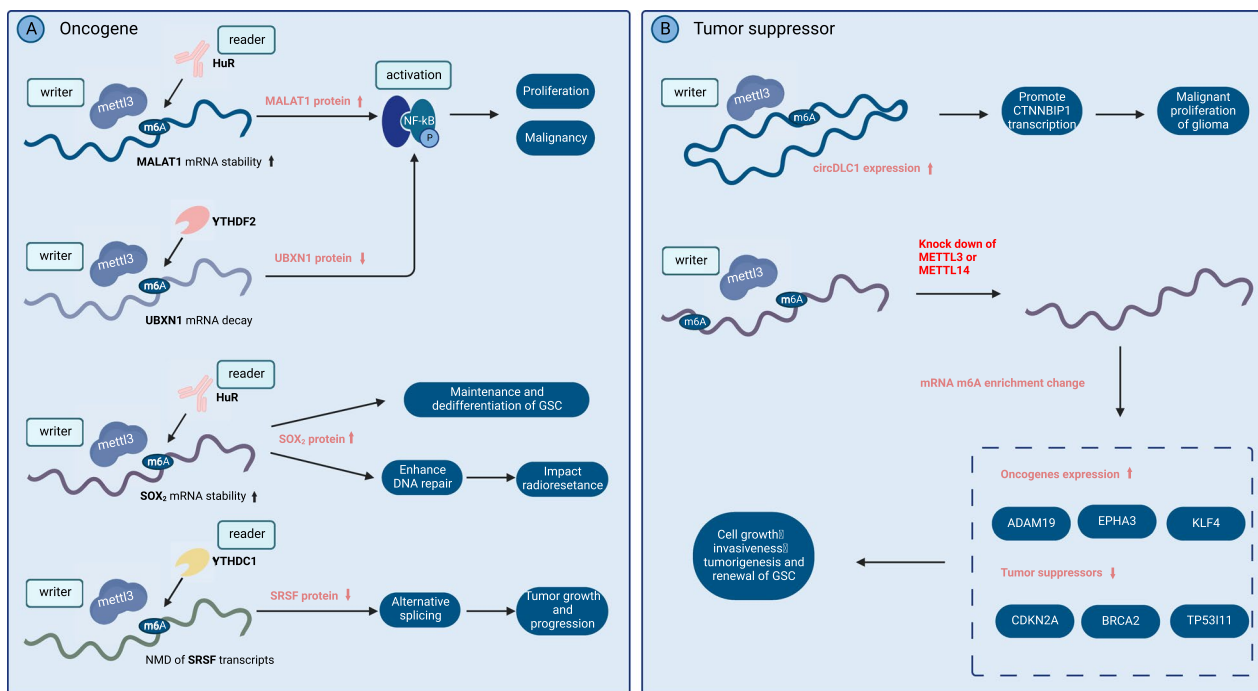 A Oncogene
reader
HuR
writer
mettl3
m6A
MALAT1 mRNA stability ⬆
MALAT1 protein ⬆
activation
NF-kB
P
Proliferation
Malignancy
YTHDF2
writer
mettl3
m6A
UBXN1 mRNA decay
UBXN1 protein ⬇
reader
HuR
writer
mettl3
m6A
SOX₂ mRNA stability ⬆
SOX₂ protein ⬆
Maintenance and
dedifferentiation of GSC
Enhance
DNA repair
Impact
radioresetance
reader
YTHDC1
writer
mettl3
m6A
NMD of SRSF transcripts
SRSF protein ⬇
Alternative
splicing
Tumor growth
and
progression
B Tumor suppressor
writer
mettl3
m6A
circDLC1 expression ⬆
Promote
CTNNBIP1
transcription
Malignant
proliferation
of glioma
writer
mettl3
m6A
m6A
Knock down of
METTL3 or
METTL14
mRNA m6A enrichment change
Oncogenes expression ⬆
ADAM19
EPHA3
KLF4
Tumor suppressors ⬇
CDKN2A
BRCA2
TP53I11
Cell growth
invasiveness
tumorigenesis and
renewal of GSC